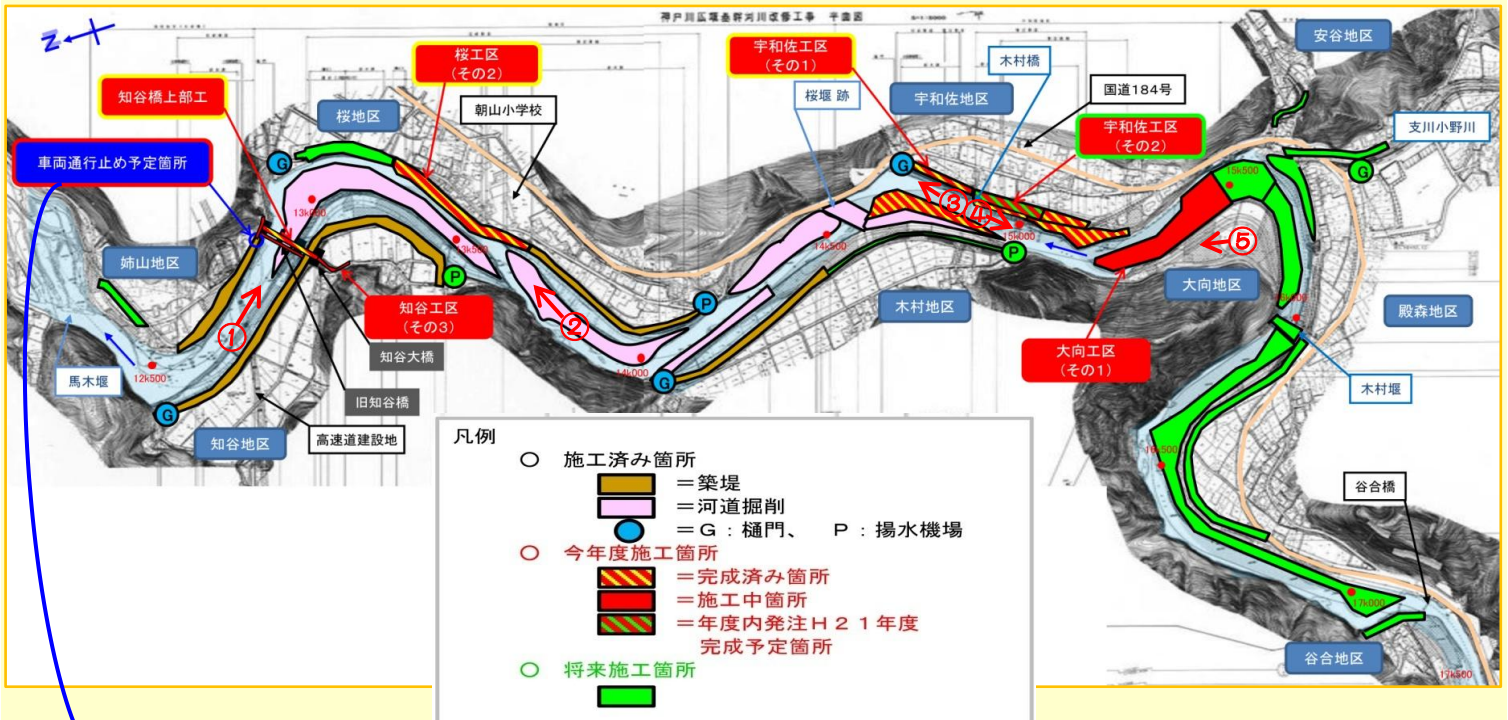 神戸川広堰基幹河川改修工事 平面図
S=1:3000
Z
安谷地区
桜工区
(その2)
宇和佐工区
(その1)
木村橋
知谷橋上部工
桜地区
朝山小学校
桜堰 跡
宇和佐地区
国道184号
支川小野川
宇和佐工区
(その2)
車両通行止め予定箇所
G
G
G
15k500
13k000
③
④
15k000
⑤
姉山地区
13k500
14k500
P
大向地区
知谷工区
(その3)
P
P
木村地区
殿森地区
①
②
知谷大橋
大向工区
(その1)
馬木堰
12k500
14k000
G
木村堰
旧知谷橋
G
知谷地区
高速道建設地
16k500
谷合橋
17k000
谷合地区
17k500
凡例
○ 施工済み箇所
=築堤
=河道掘削
=G:樋門、 P:揚水機場
○ 今年度施工箇所
=完成済み箇所
=施工中箇所
=年度内発注H21年度
完成予定箇所
○ 将来施工箇所